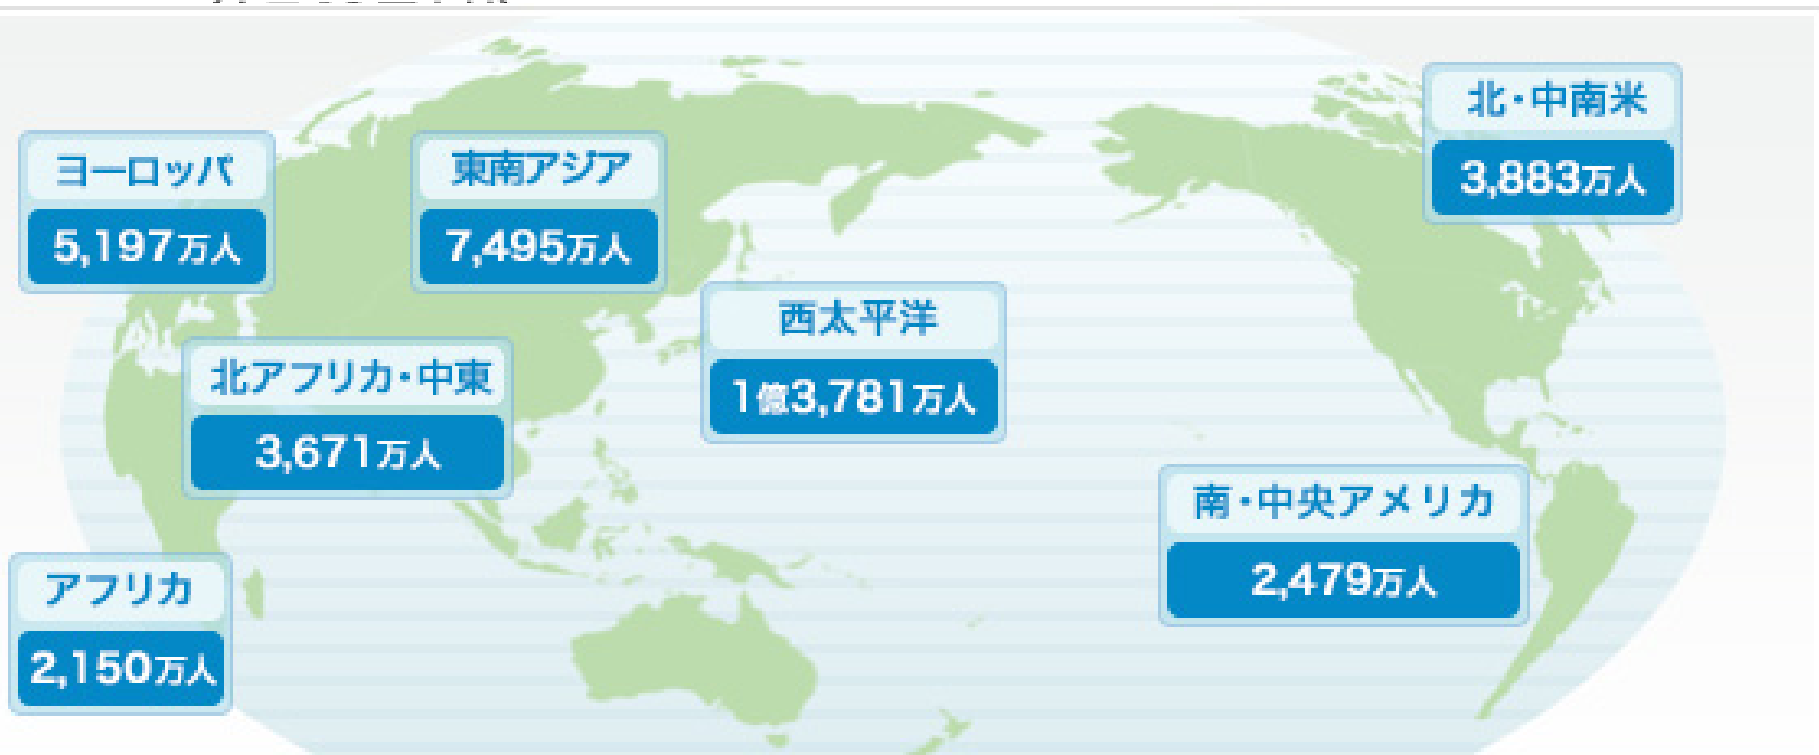 北・中南米
3,883万人
ヨーロッパ
5,197万人
東南アジア
7,495万人
西太平洋
1億3,781万人
北アフリカ・中東
3,671万人
南・中央アメリカ
2,479万人
アフリカ
2,150万人